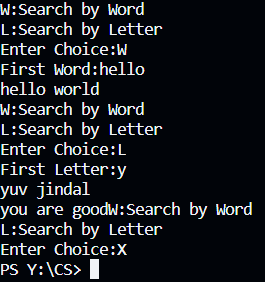 W:Search by Word
L:Search by Letter
Enter Choice:W
First Word:hello
hello world
W:Search by Word
L:Search by Letter
Enter Choice:L
First Letter:y
yuv jindal
you are goodW:Search by Word
L:Search by Letter
Enter Choice:X
PS Y:\CS>